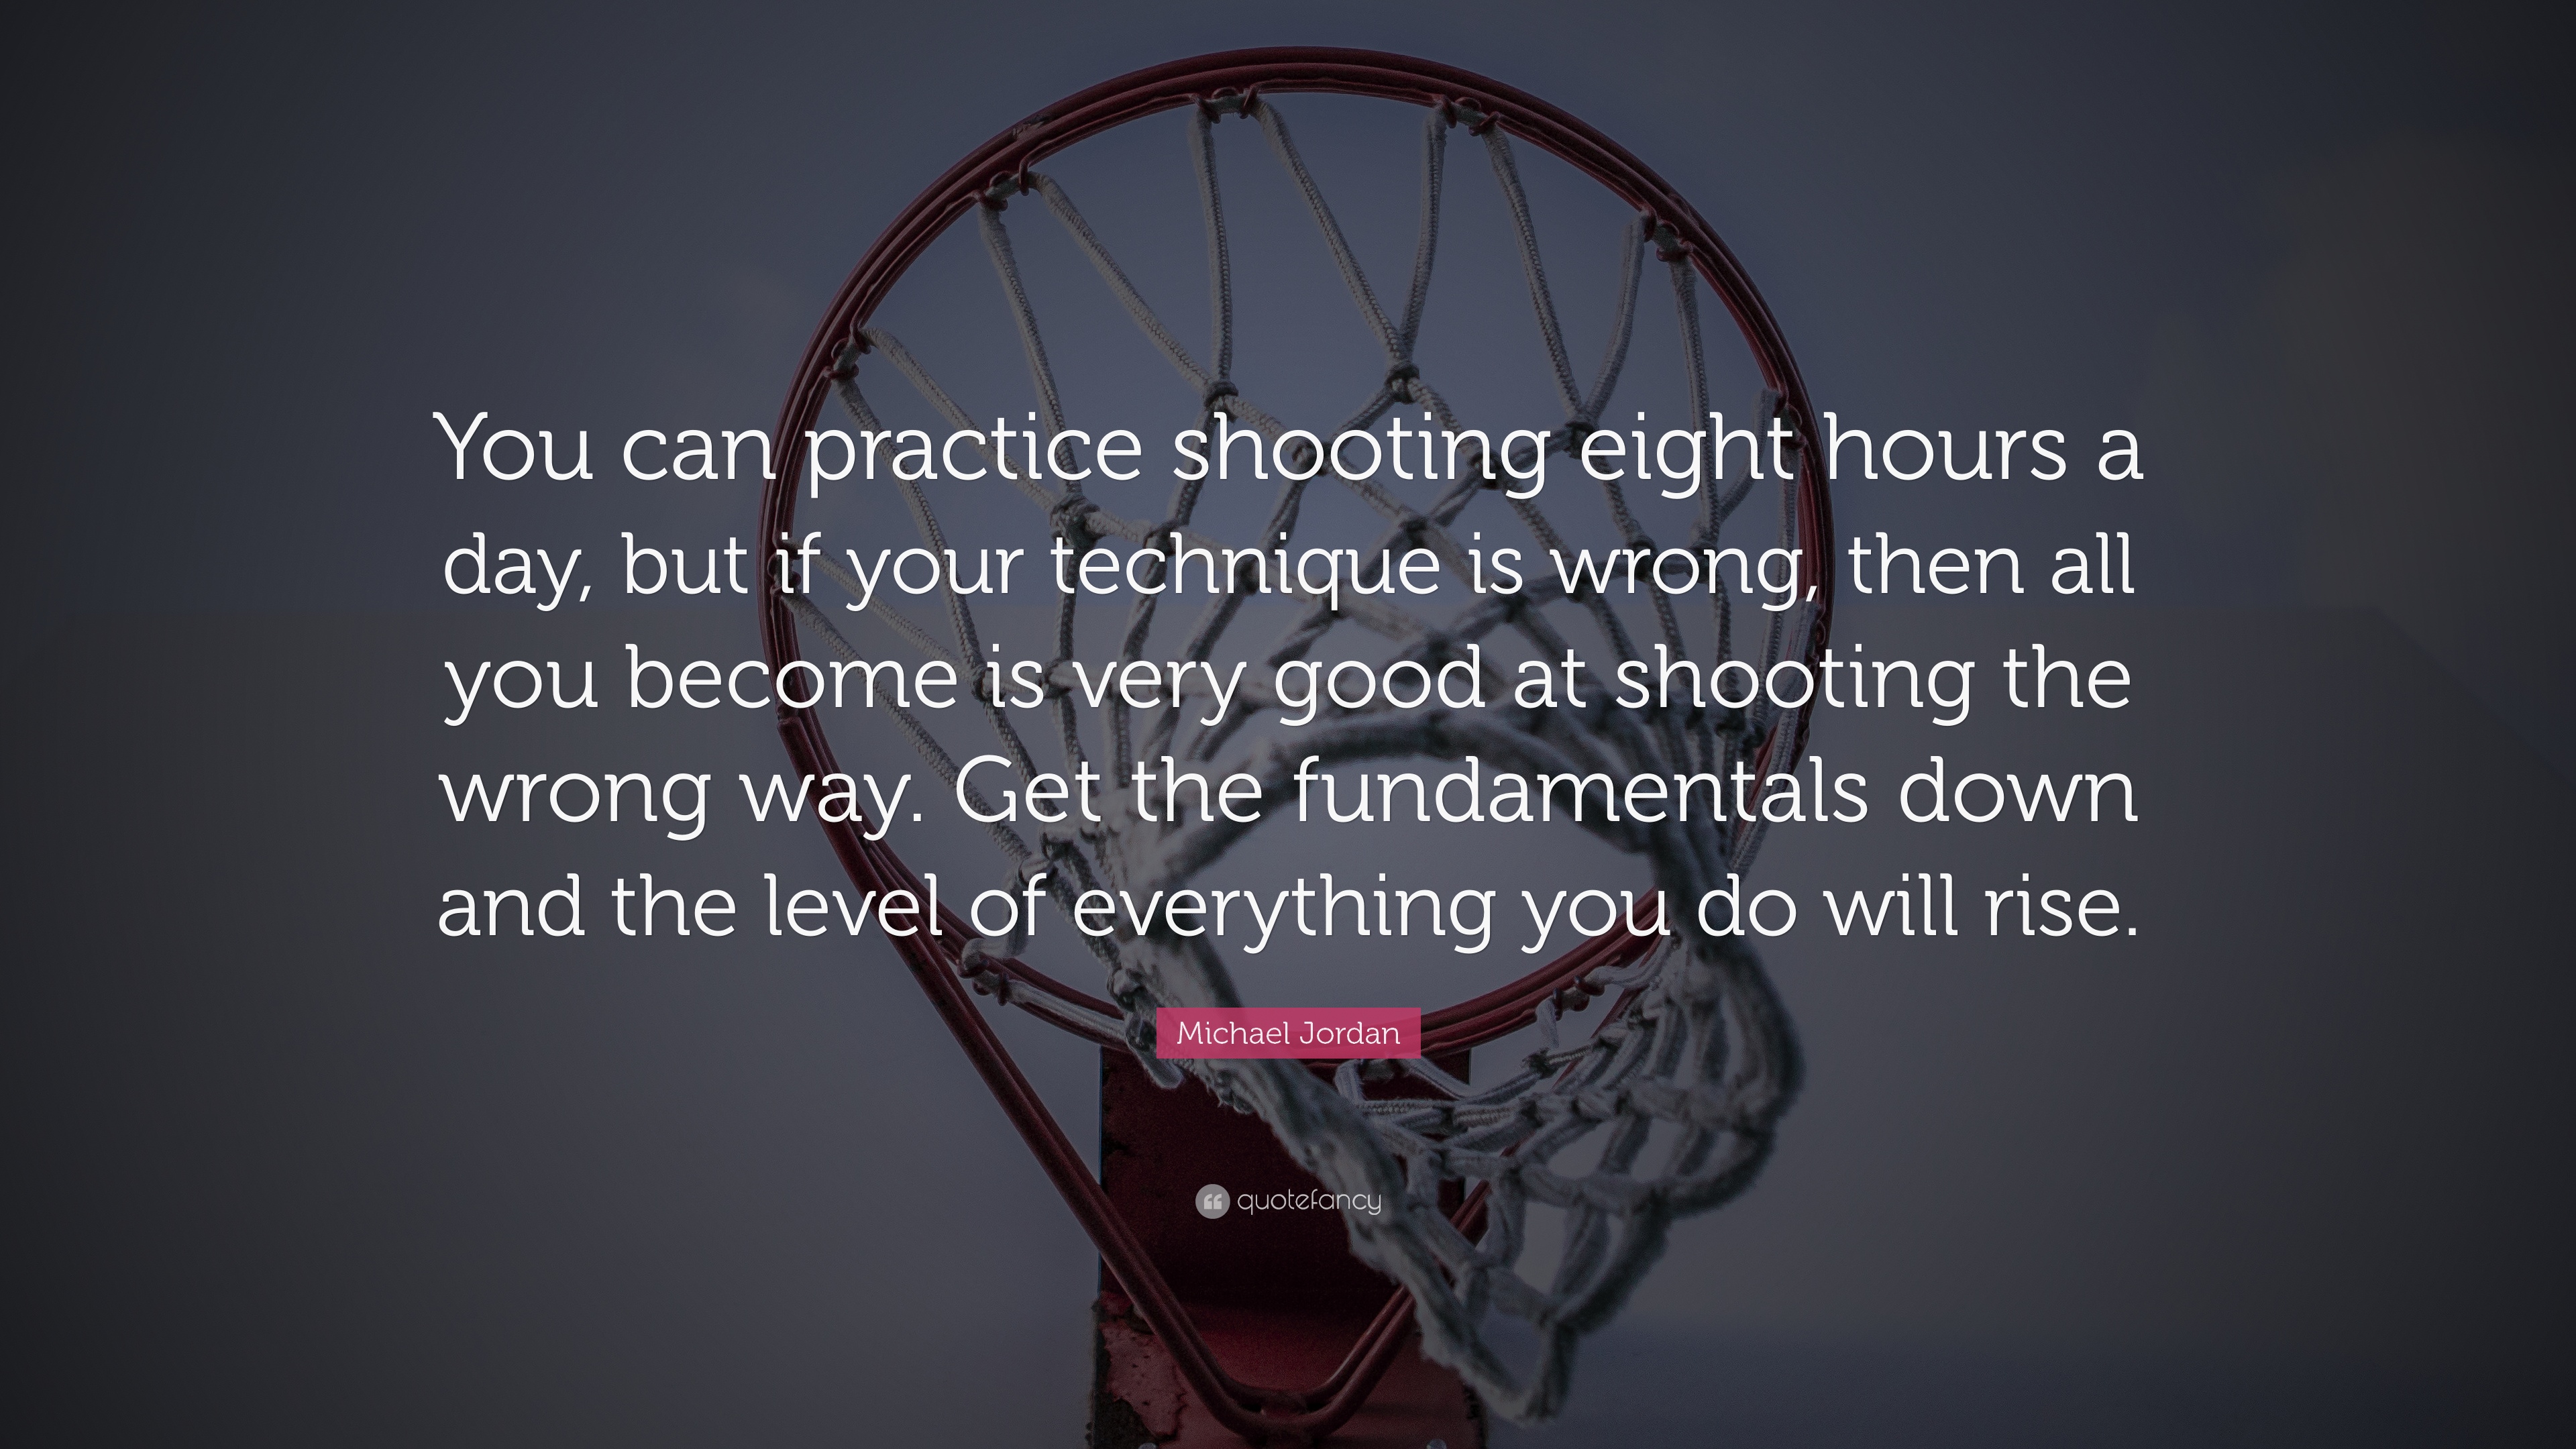 You can practice shooting eight hours a
day, but if your technique is wrong, then all
you become is very good at shooting the
wrong way. Get the fundamentals down
and the level of everything you do will rise.
Michael Jordan
quotefancy